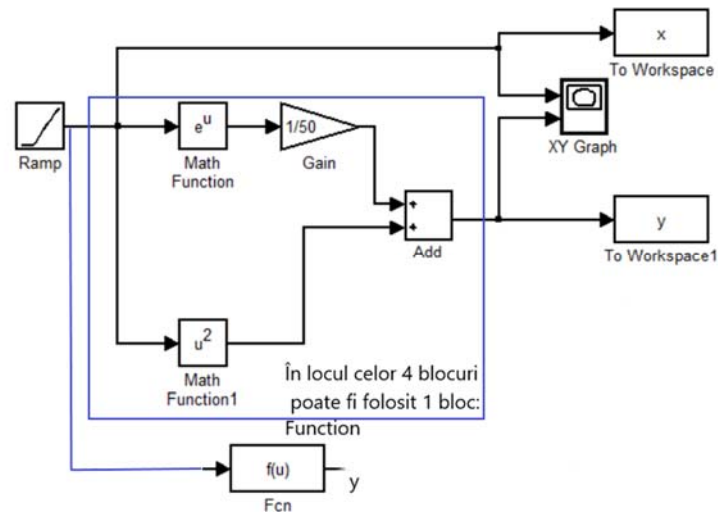 x
To Workspace
Ramp
e^u
Math
Function
1/50
Gain
XY Graph
+
+
Add
y
To Workspace1
u^2
Math
Function1
În locul celor 4 blocuri
poate fi folosit 1 bloc:
Function
f(u)
y
Fcn